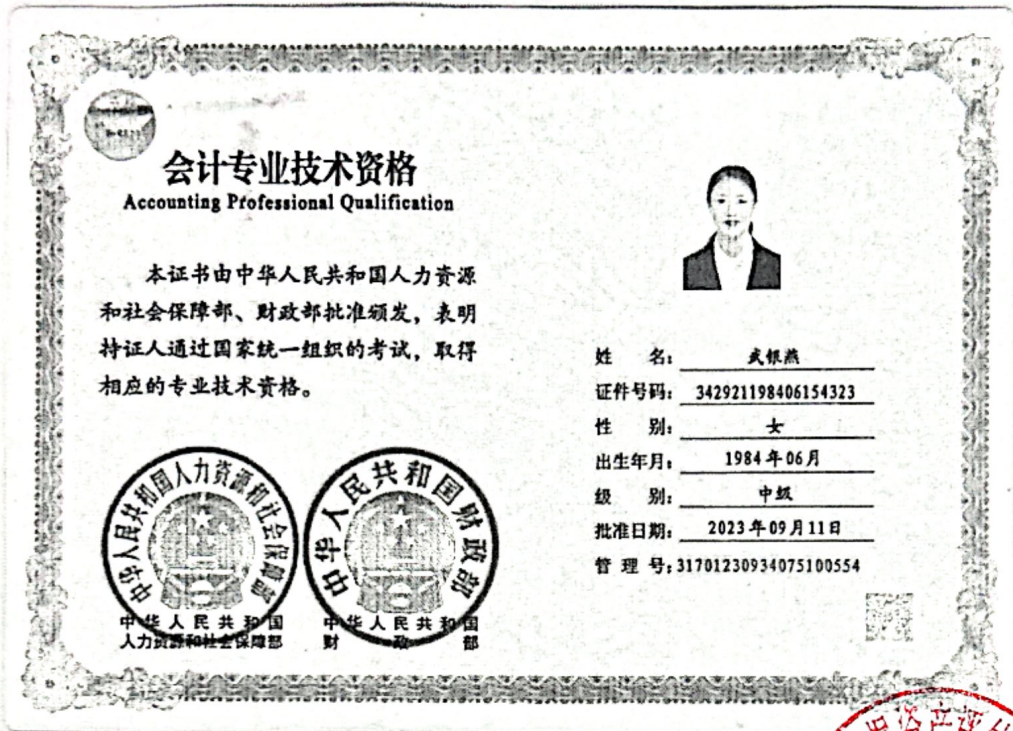 会计专业技术资格
Accounting Professional Qualification
本证书由中华人民共和国人力资源
和社会保障部、财政部批准颁发，表明
持证人通过国家统一组织的考试，取得
相应的专业技术资格。
姓 名：武银燕
证件号码：342921198406154323
性 别：女
出生年月：1984年06月
级 别：中级
批准日期：2023年09月11日
管 理 号：31701230934075100554
中华人民共和国人力资源和社会保障部
中华人民共和国财政部
中华人民共和国
人力资源和社会保障部
中华人民共和国
财政部